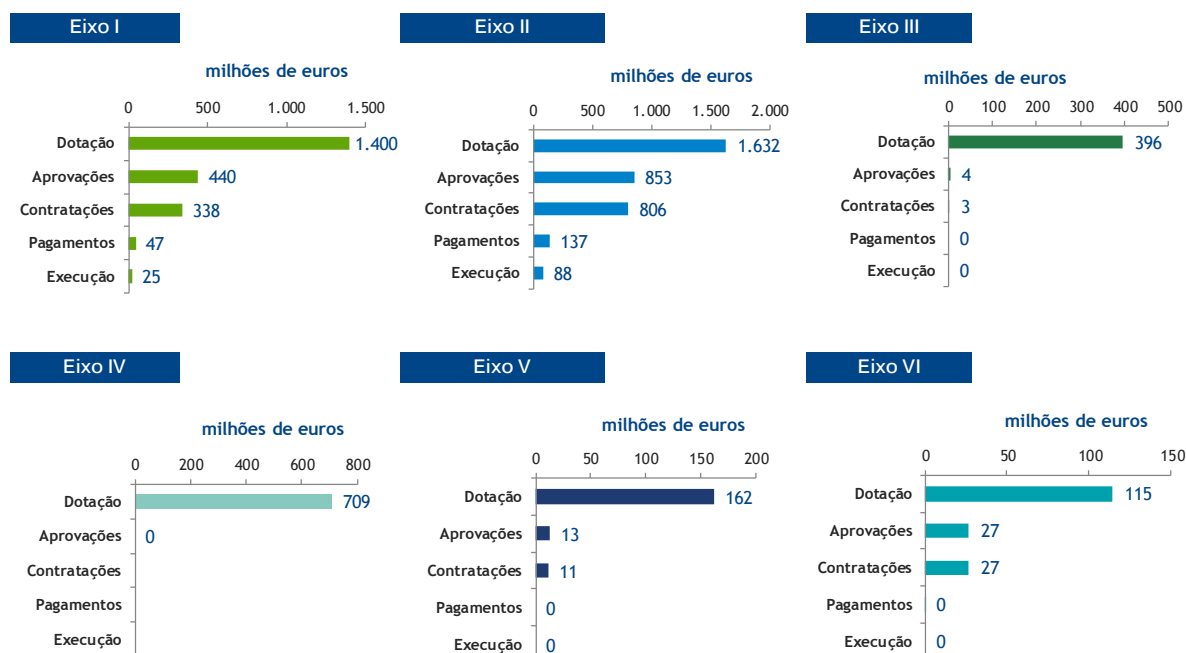 Eixo I
milhões de euros
0 500 1.000 1.500
Dotação 1.400
Aprovações 440
Contratações 338
Pagamentos 47
Execução 25
Eixo II
milhões de euros
0 500 1.000 1.500 2.000
Dotação 1.632
Aprovações 853
Contratações 806
Pagamentos 137
Execução 88
Eixo III
milhões de euros
0 100 200 300 400 500
Dotação 396
Aprovações 4
Contratações 3
Pagamentos 0
Execução 0
Eixo IV
milhões de euros
0 200 400 600 800
Dotação 709
Aprovações 0
Contratações
Pagamentos
Execução
Eixo V
milhões de euros
0 50 100 150 200
Dotação 162
Aprovações 13
Contratações 11
Pagamentos 0
Execução 0
Eixo VI
milhões de euros
0 50 100 150
Dotação 115
Aprovações 27
Contratações 27
Pagamentos 0
Execução 0